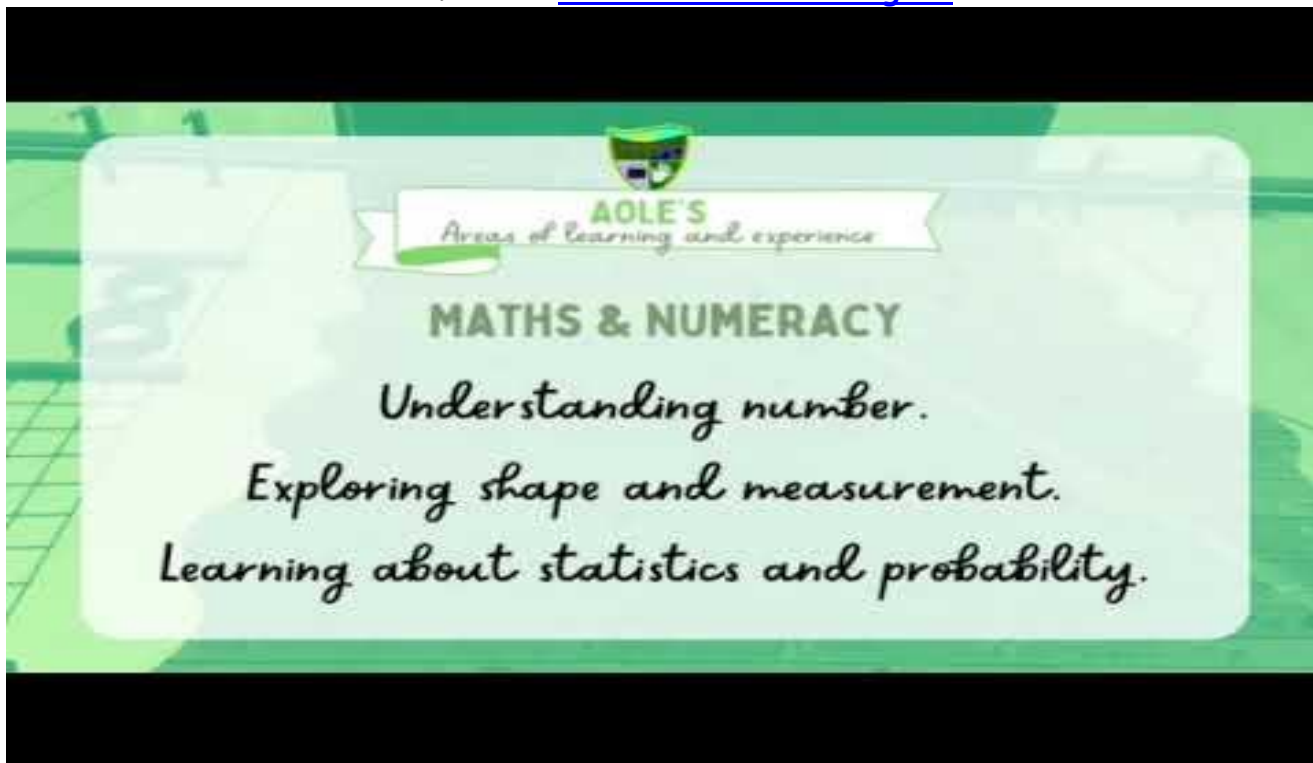 AOLE'S
Areas of learning and experience
MATHS & NUMERACY
Understanding number.
Exploring shape and measurement.
Learning about statistics and probability.